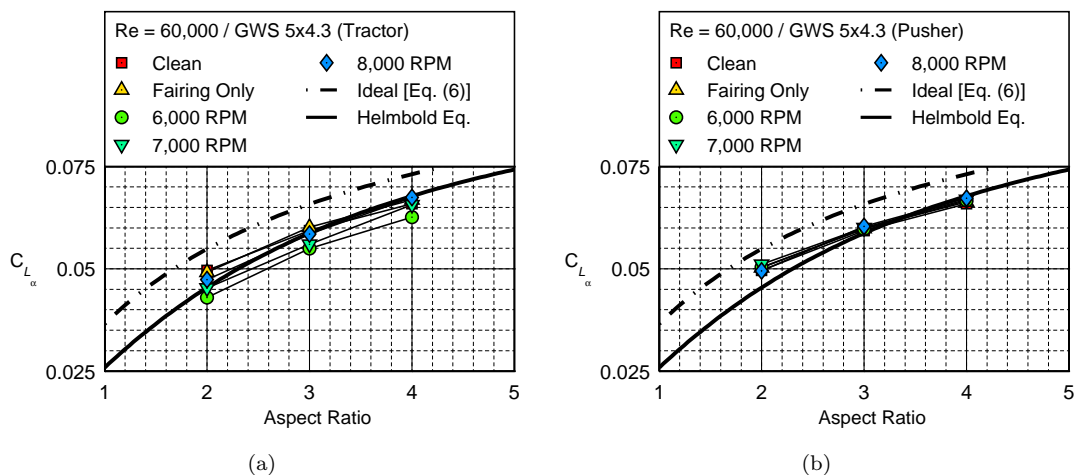 Re = 60,000 / GWS 5x4.3 (Tractor)
Clean
Fairing Only
6,000 RPM
7,000 RPM
8,000 RPM
Ideal [Eq. (6)]
Helmbold Eq.
0.075
0.05
0.025
C_Lα
1 2 3 4 5
Aspect Ratio
(a)
Re = 60,000 / GWS 5x4.3 (Pusher)
Clean
Fairing Only
6,000 RPM
7,000 RPM
8,000 RPM
Ideal [Eq. (6)]
Helmbold Eq.
0.075
0.05
0.025
C_Lα
1 2 3 4 5
Aspect Ratio
(b)